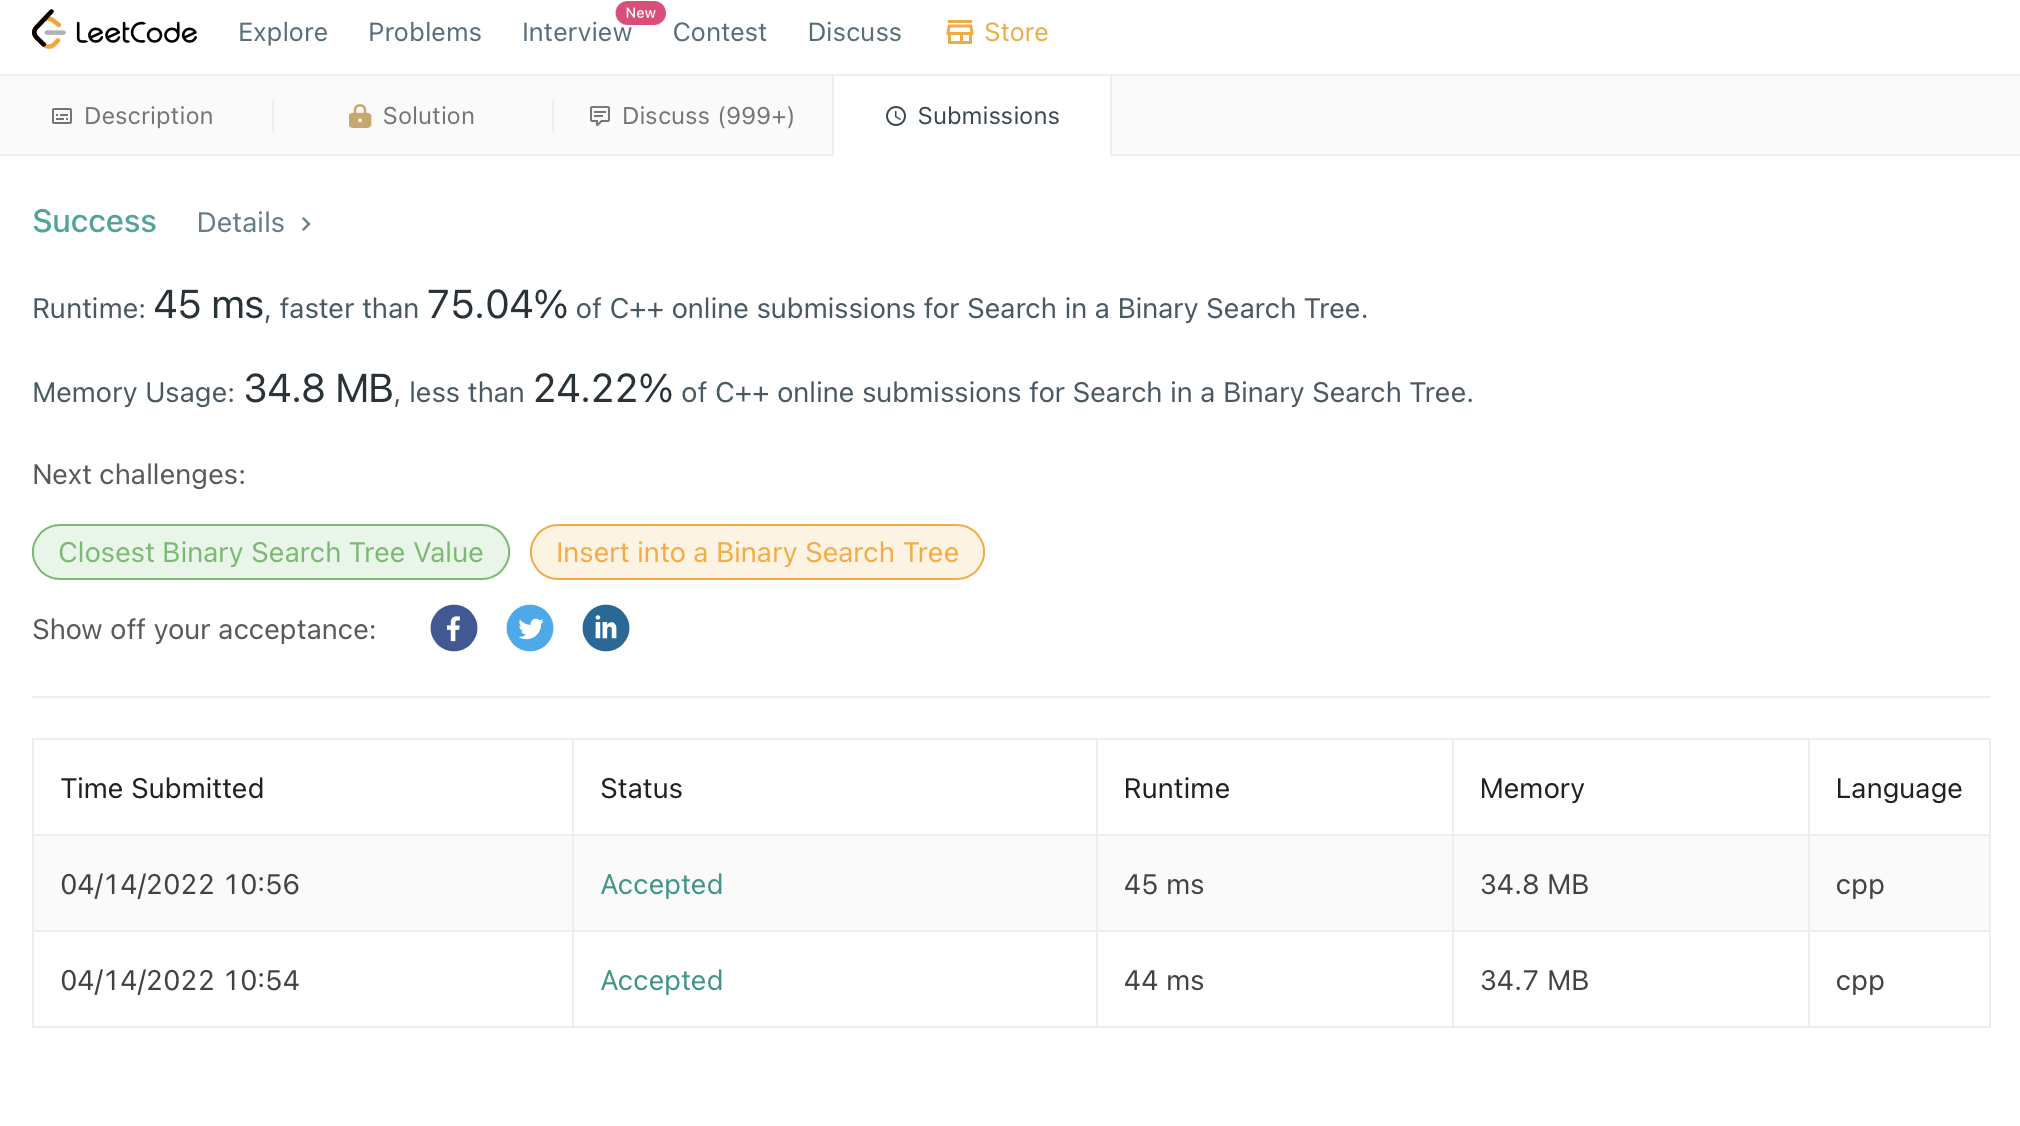 LeetCode Explore Problems Interview New Contest Discuss Store
Description Solution Discuss (999+) Submissions
Success Details >
Runtime: 45 ms, faster than 75.04% of C++ online submissions for Search in a Binary Search Tree.
Memory Usage: 34.8 MB, less than 24.22% of C++ online submissions for Search in a Binary Search Tree.
Next challenges:
Closest Binary Search Tree Value Insert into a Binary Search Tree
Show off your acceptance: f in
Time Submitted Status Runtime Memory Language
04/14/2022 10:56 Accepted 45 ms 34.8 MB cpp
04/14/2022 10:54 Accepted 44 ms 34.7 MB cpp